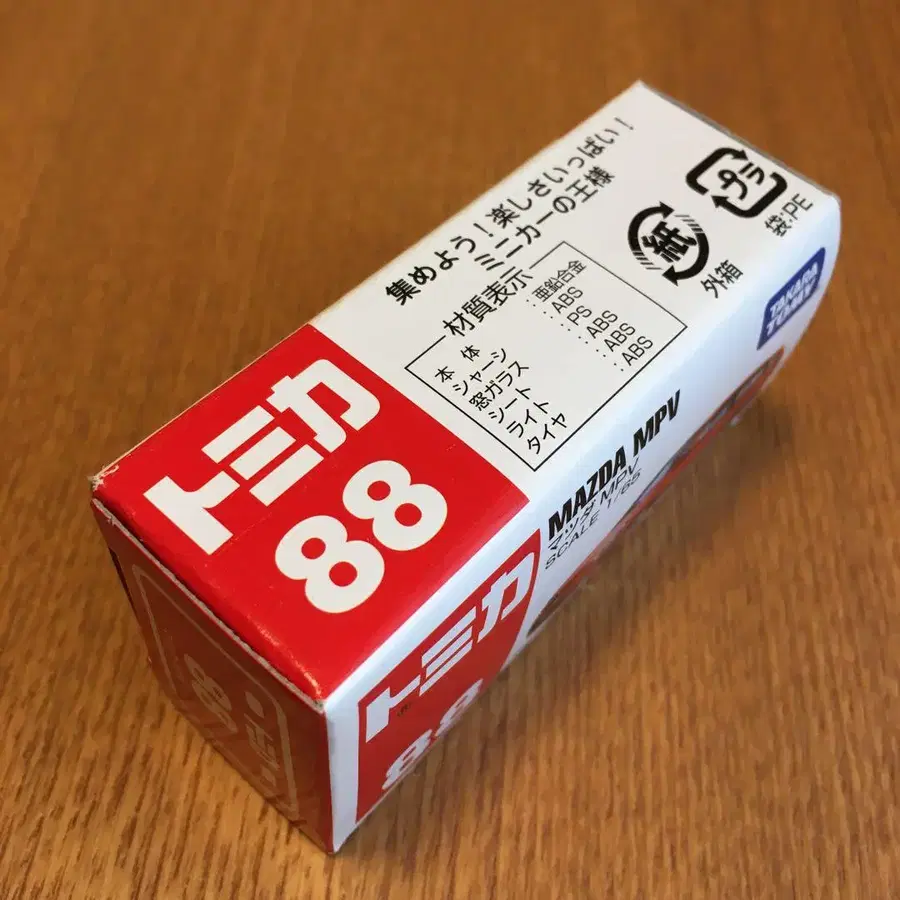 集めよう！楽しさいっぱい！
ミニカーの王様
材質表示
本体：亜鉛合金
シャーシ：ABS
窓ガラス：PS
シート：ABS
ライト：ABS
タイヤ：ABS
プラ
袋：PE
紙
外箱
トミカ
88
TAKARA
TOMY
MAZDA MPV
マツダ MPV
SCALE 1/65
トミカ
88
トミカ
88